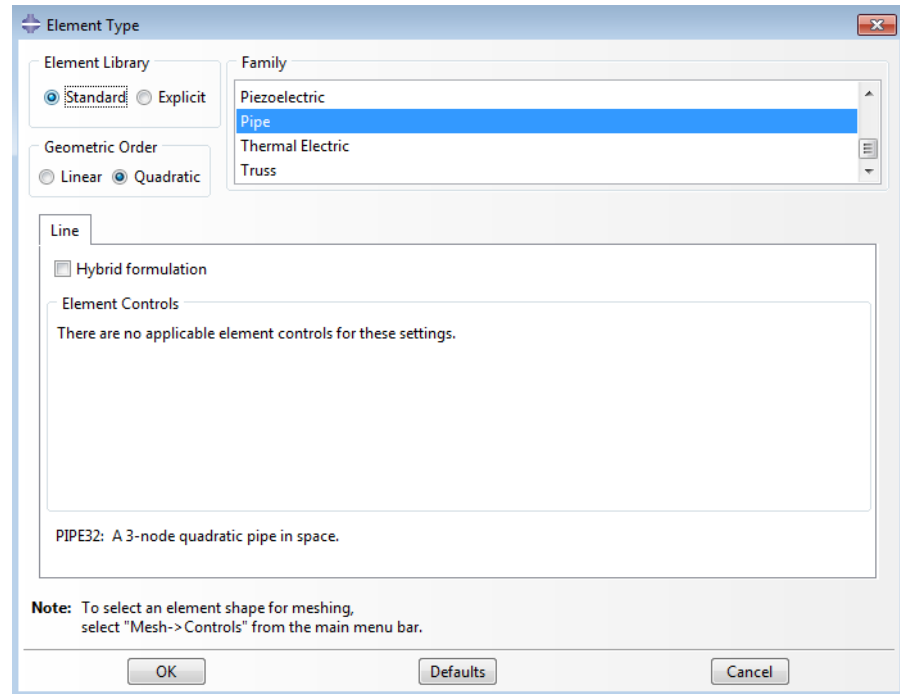 Element Type
Element Library
Standard Explicit
Family
Piezoelectric
Pipe
Thermal Electric
Truss
Geometric Order
Linear Quadratic
Line
Hybrid formulation
Element Controls
There are no applicable element controls for these settings.
PIPE32: A 3-node quadratic pipe in space.
Note: To select an element shape for meshing,
select "Mesh->Controls" from the main menu bar.
OK Defaults Cancel